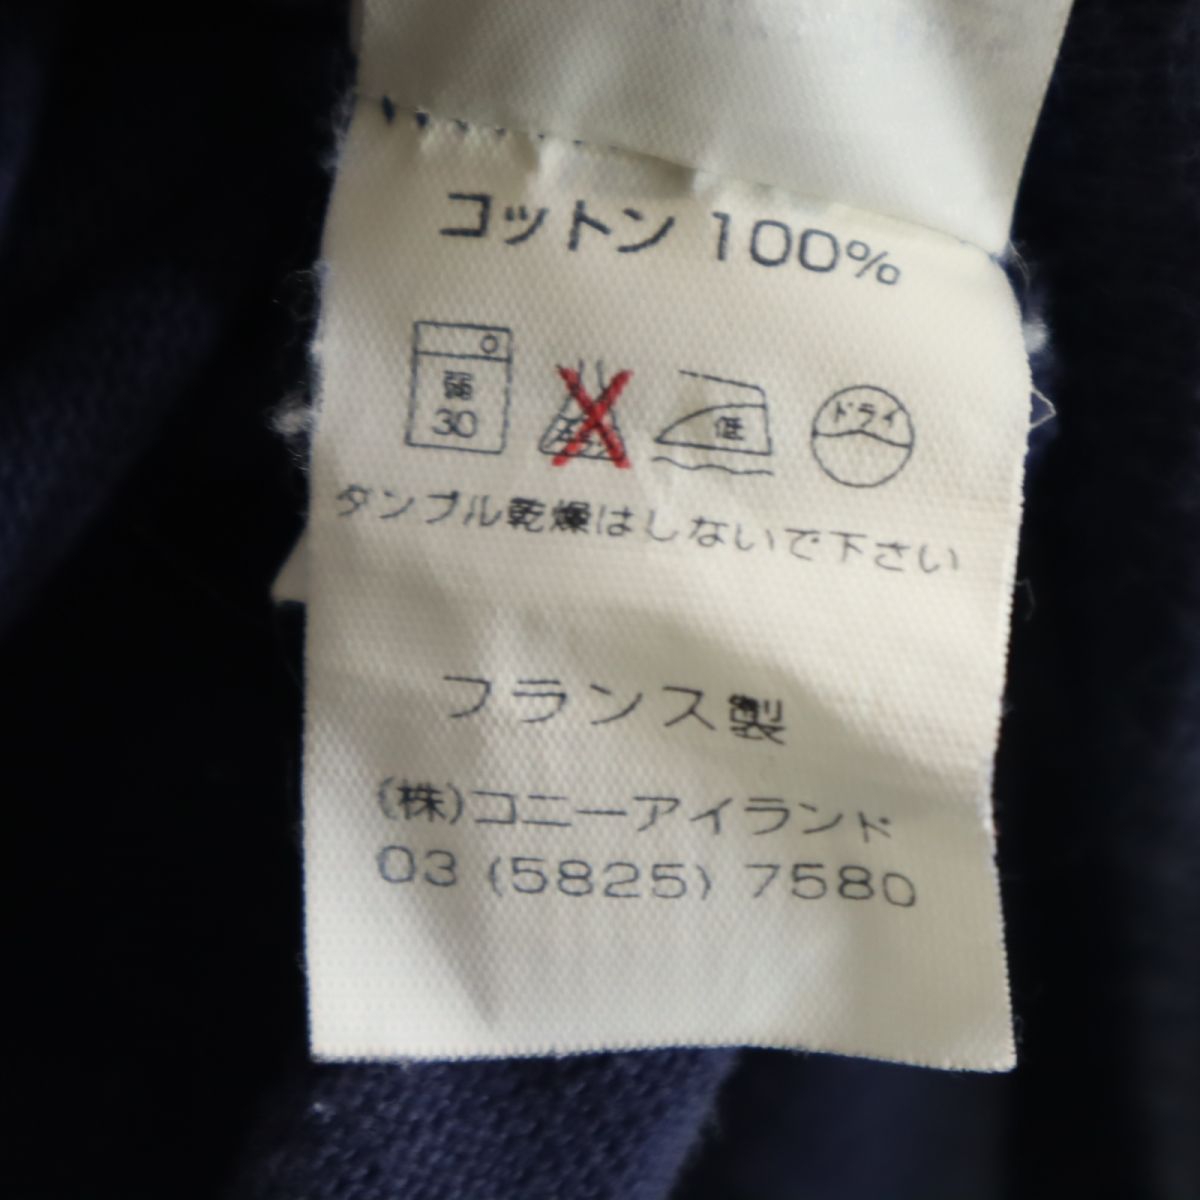 コットン 100%
弱
30
低
ドライ
タンブル乾燥はしないで下さい
フランス製
(株)コニーアイランド
03 (5825) 7580